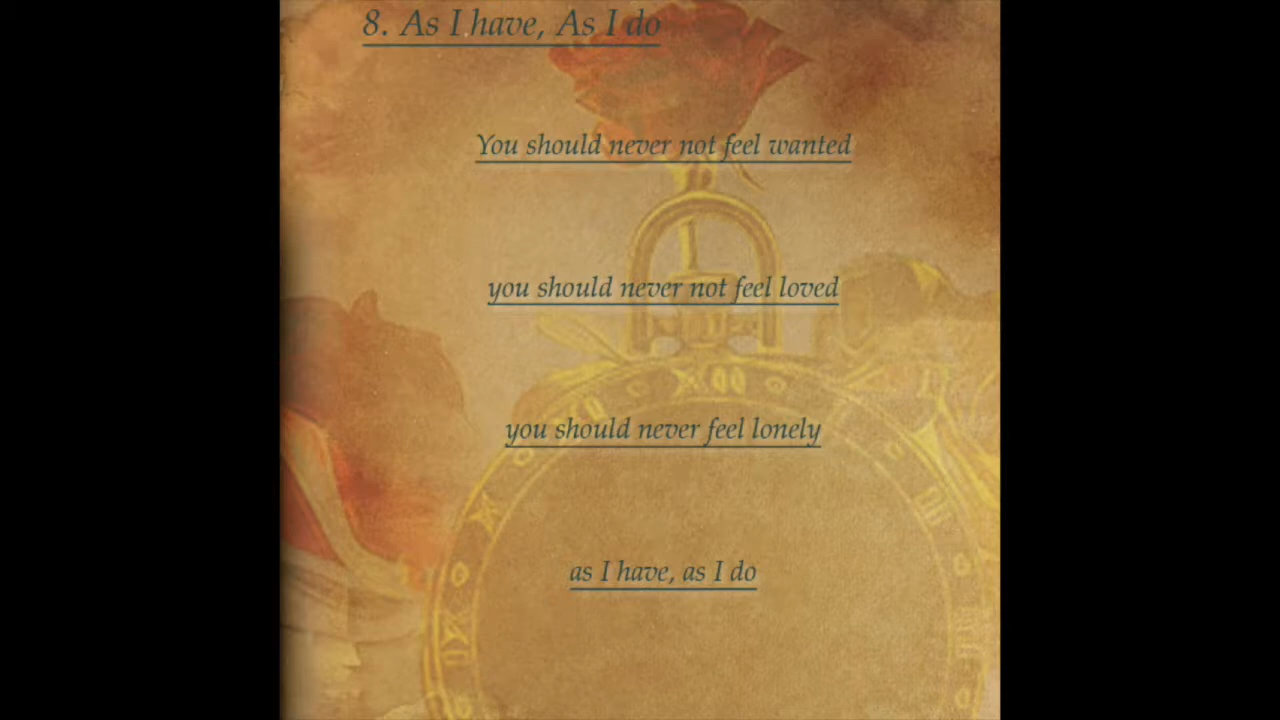 8. As I have, As I do
You should never not feel wanted
you should never not feel loved
you should never feel lonely
as I have, as I do